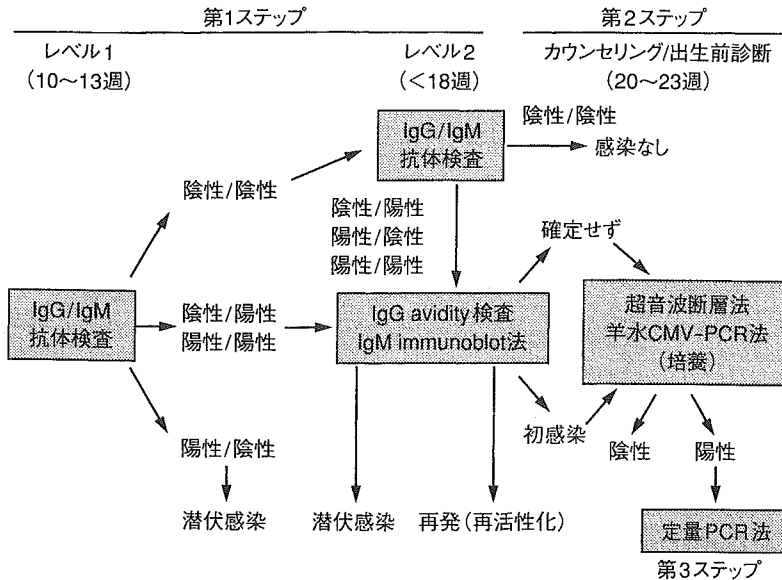 第1ステップ
第2ステップ
レベル1
(10〜13週)
レベル2
(<18週)
カウンセリング/出生前診断
(20〜23週)
IgG/IgM
抗体検査
陰性/陰性
感染なし
陰性/陰性
陰性/陽性
陽性/陰性
陽性/陽性
確定せず
IgG/IgM
抗体検査
陰性/陽性
陽性/陽性
IgG avidity検査
IgM immunoblot法
超音波断層法
羊水CMV-PCR法
(培養)
陽性/陰性
初感染
陰性
陽性
潜伏感染
潜伏感染
再発(再活性化)
定量PCR法
第3ステップ